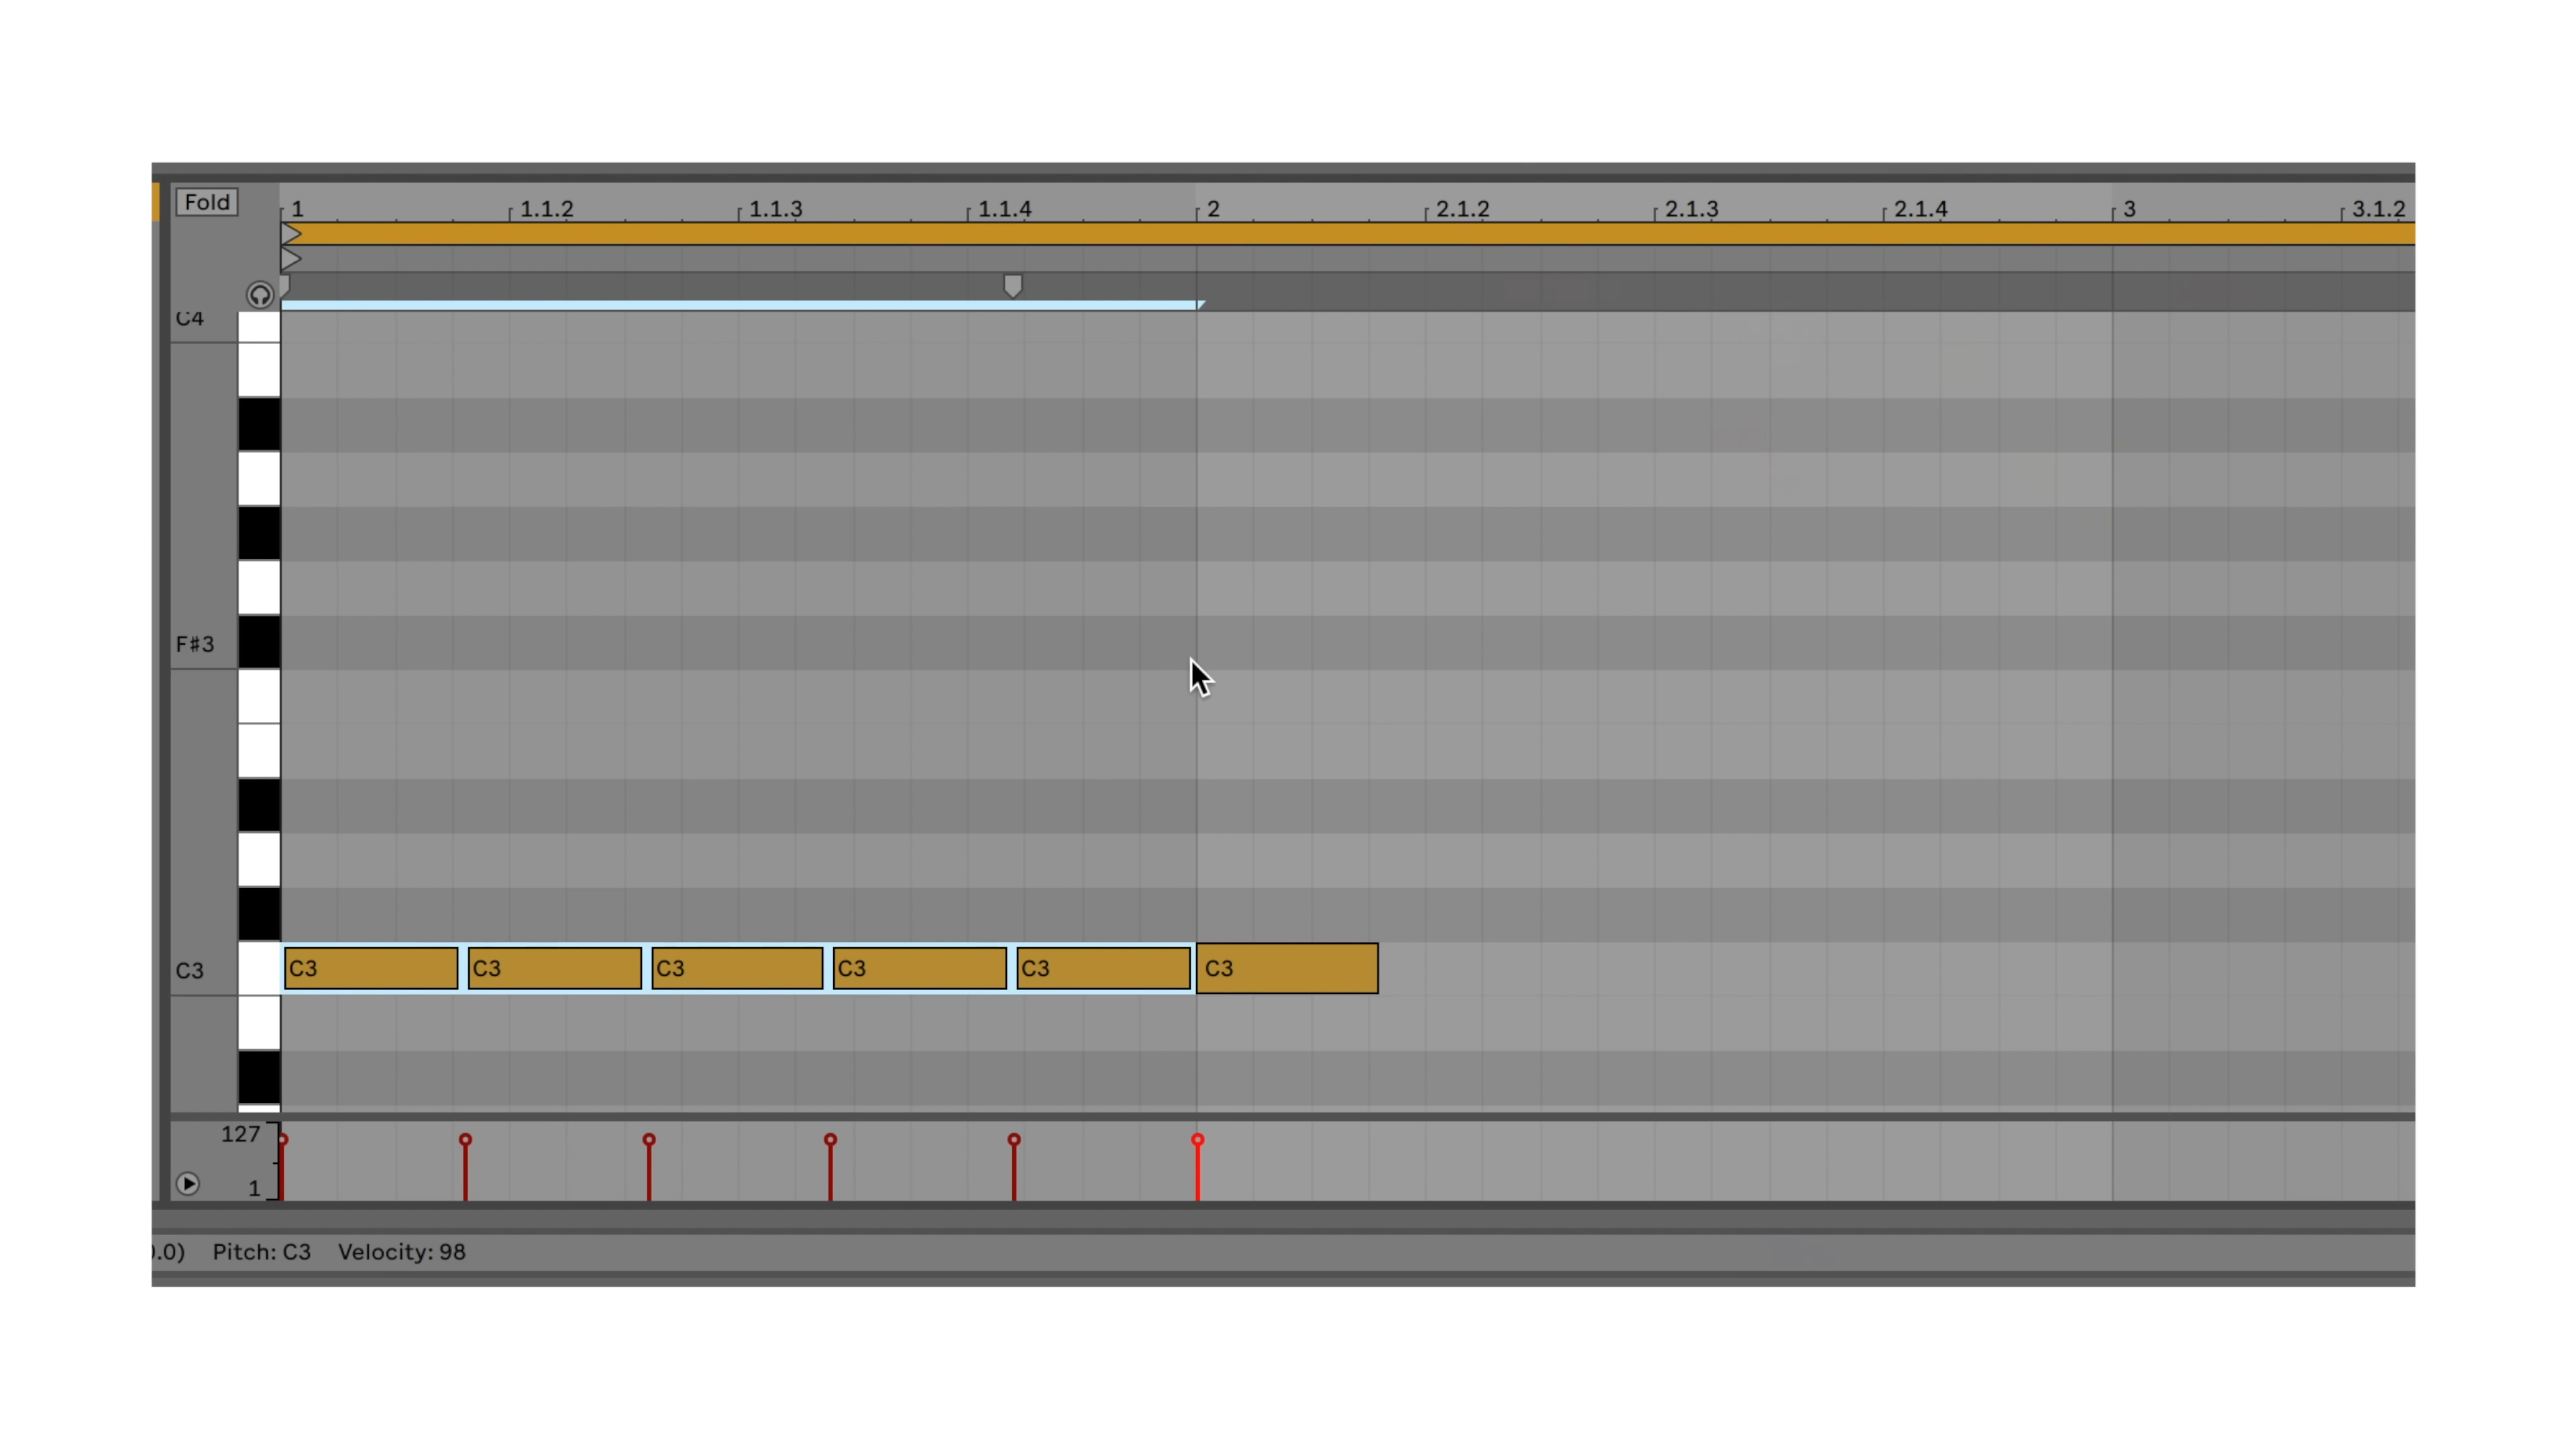 Fold
1 1.1.2 1.1.3 1.1.4 2 2.1.2 2.1.3 2.1.4 3 3.1.2
C4
F♯3
C3 C3 C3 C3 C3 C3 C3
127
1
.0) Pitch: C3 Velocity: 98